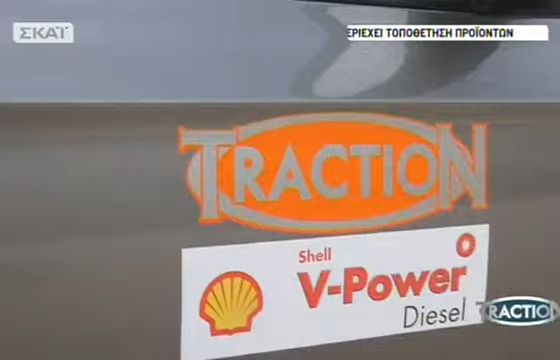 ΣΚΑΪ
ΕΡΙΕΧΕΙ ΤΟΠΟΘΕΤΗΣΗ ΠΡΟΪΟΝΤΩΝ
TRACTION
Shell
V-Power
Diesel
TRACTION